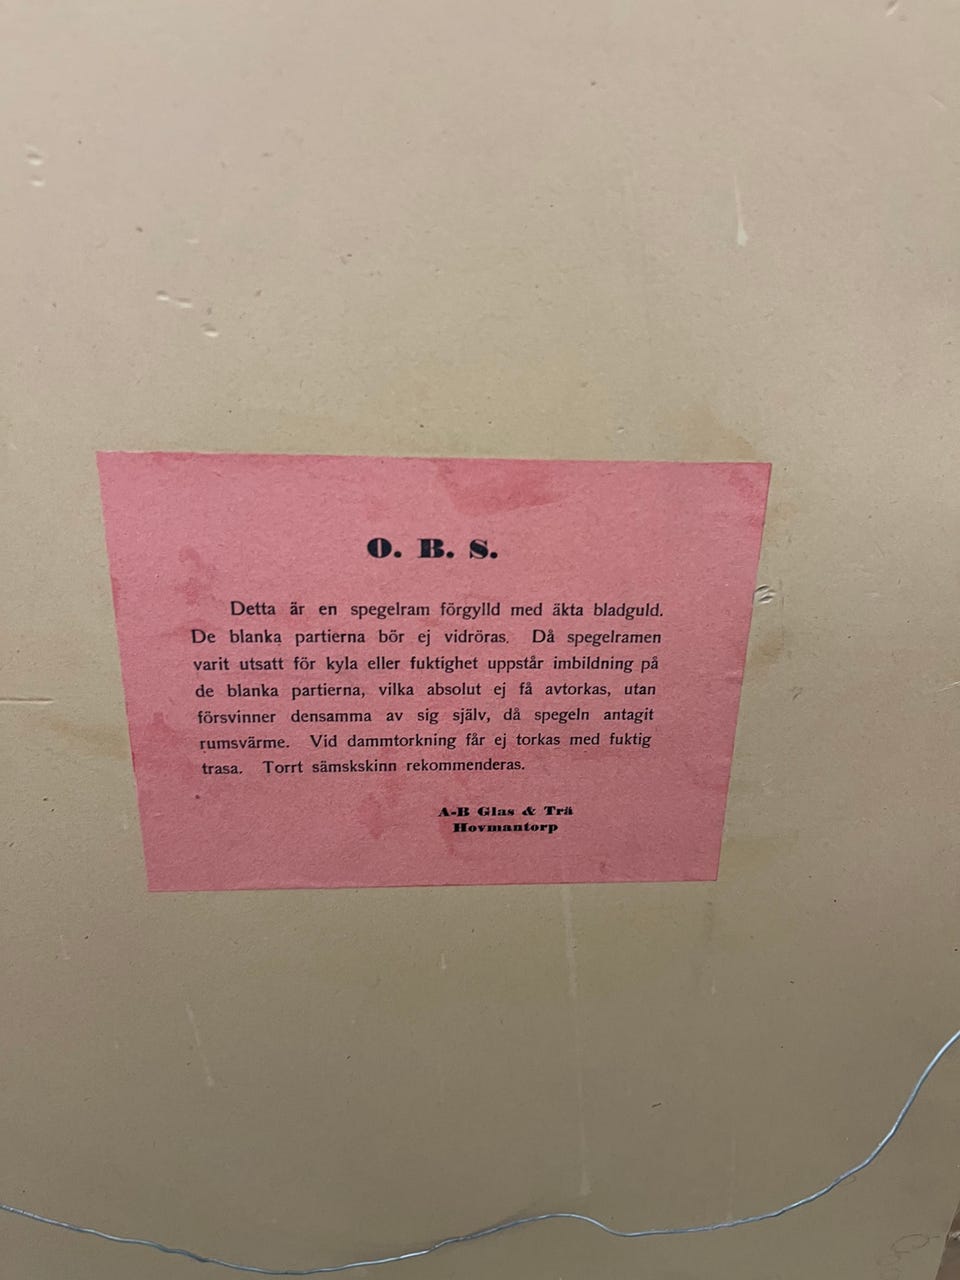 O. B. S.
Detta är en spegelram förgylld med äkta bladguld.
De blanka partierna bör ej vidröras. Då spegelramen
varit utsatt för kyla eller fuktighet uppstår imbildning på
de blanka partierna, vilka absolut ej få avtorkas, utan
försvinner densamma av sig själv, då spegeln antagit
rumsvärme. Vid dammtorkning får ej torkas med fuktig
trasa. Torrt sämskskinn rekommenderas.
A-B Glas & Trä
Hovmantorp